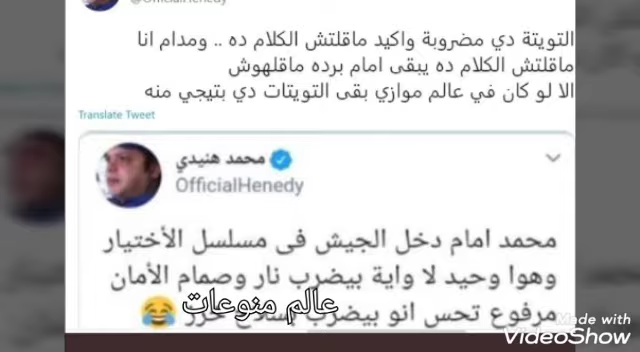 @OfficialHenedy
التويتة دي مضروبة واكيد ماقلتش الكلام ده .. ومدام انا
ماقلتش الكلام ده يبقى امام برده ماقلهوش
الا لو كان في عالم موازي بقى التويتات دي بتيجي منه
Translate Tweet
محمد هنيدي
OfficialHenedy
محمد امام دخل الجيش فى مسلسل الأختيار
وهوا وحيد لا واية بيضرب نار وصمام الأمان
مرفوع تحس انو بيضرب بسلاح خرز 😂
عالم منوعات
Made with
VideoShow